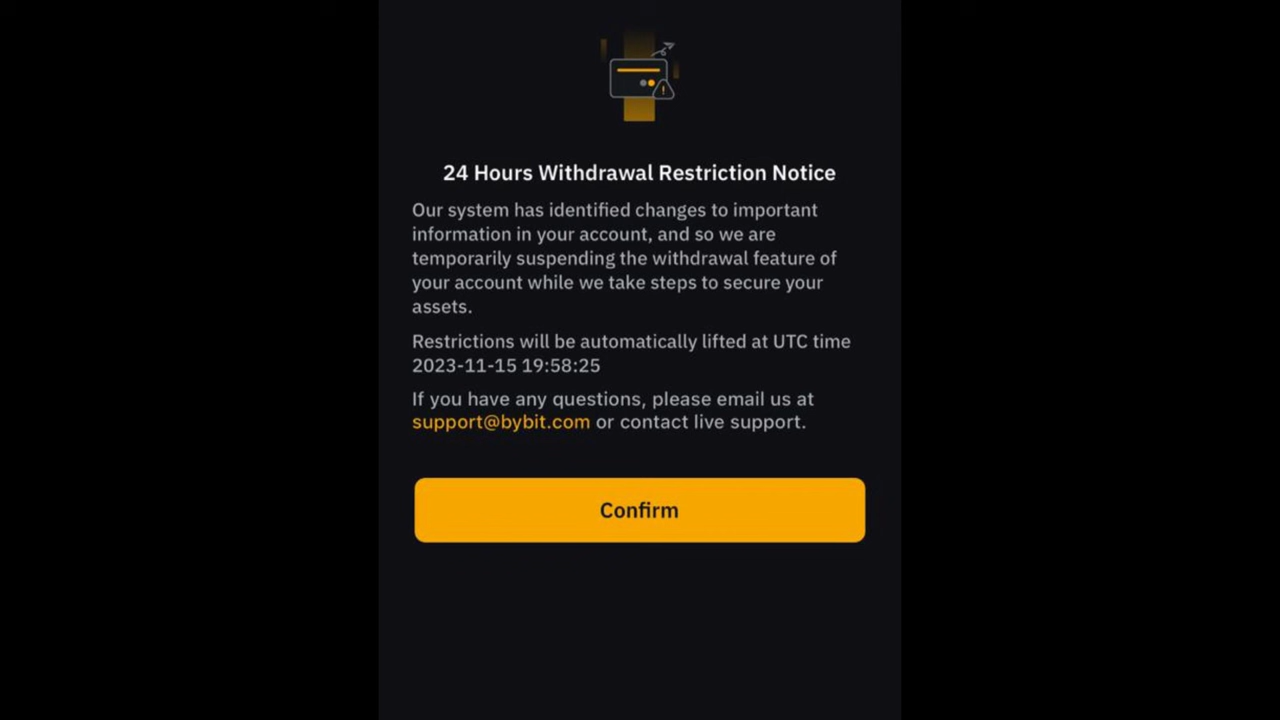 24 Hours Withdrawal Restriction Notice
Our system has identified changes to important
information in your account, and so we are
temporarily suspending the withdrawal feature of
your account while we take steps to secure your
assets.
Restrictions will be automatically lifted at UTC time
2023-11-15 19:58:25
If you have any questions, please email us at
support@bybit.com or contact live support.
Confirm